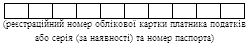 (реєстраційний номер облікової картки платника податків
або серія (за наявності) та номер паспорта)